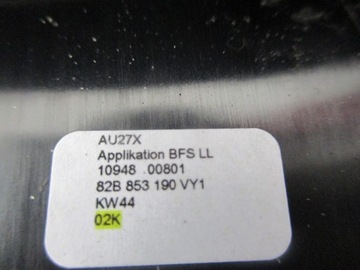 AU27X
Applikation BFS LL
10948 .00801
82B 853 190 VY1
KW44
02K